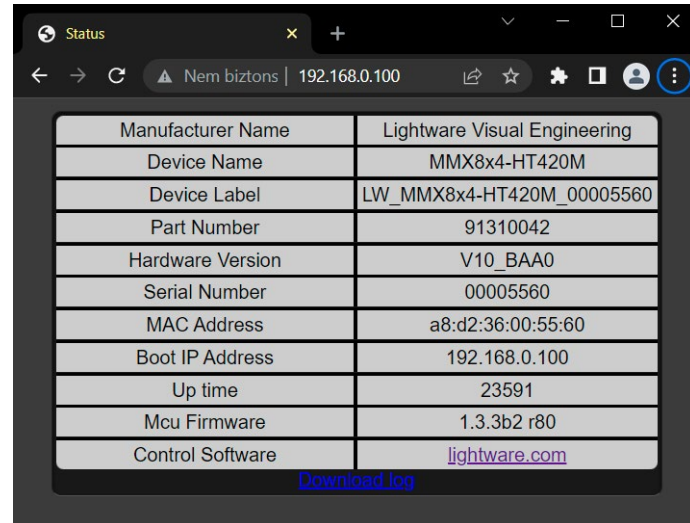 Status
Nem biztons 192.168.0.100
Manufacturer Name Lightware Visual Engineering
Device Name MMX8x4-HT420M
Device Label LW_MMX8x4-HT420M_00005560
Part Number 91310042
Hardware Version V10_BAA0
Serial Number 00005560
MAC Address a8:d2:36:00:55:60
Boot IP Address 192.168.0.100
Up time 23591
Mcu Firmware 1.3.3b2 r80
Control Software lightware.com
Download log